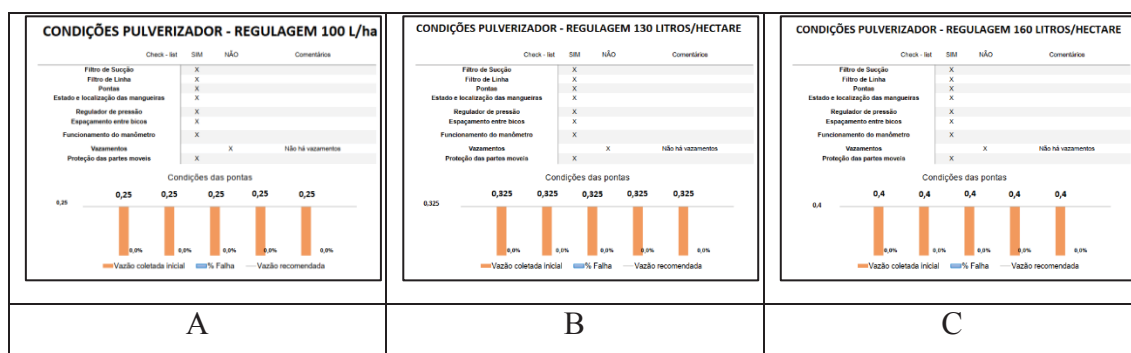 CONDIÇÕES PULVERIZADOR - REGULAGEM 100 L/ha
Check - list SIM NÃO Comentários
Filtro de Sucção X
Filtro de Linha X
Pontas X
Estado e localização das mangueiras X
Regulador de pressão X
Espaçamento entre bicos X
Funcionamento do manômetro X
Vazamentos X Não há vazamentos
Proteção das partes moveis X
Condições das pontas
0,25 0,25 0,25 0,25 0,25
0,25
0,0% 0,0% 0,0% 0,0% 0,0%
Vazão coletada inicial % Falha Vazão recomendada
A
CONDIÇÕES PULVERIZADOR - REGULAGEM 130 LITROS/HECTARE
Check - list SIM NÃO Comentários
Filtro de Sucção X
Filtro de Linha X
Pontas X
Estado e localização das mangueiras X
Regulador de pressão X
Espaçamento entre bicos X
Funcionamento do manômetro X
Vazamentos X Não há vazamentos
Proteção das partes moveis X
Condições das pontas
0,325 0,325 0,325 0,325 0,325
0,325
0,0% 0,0% 0,0% 0,0% 0,0%
Vazão coletada inicial % Falha Vazão recomendada
B
CONDIÇÕES PULVERIZADOR - REGULAGEM 160 LITROS/HECTARE
Check - list SIM NÃO Comentários
Filtro de Sucção X
Filtro de Linha X
Pontas X
Estado e localização das mangueiras X
Regulador de pressão X
Espaçamento entre bicos X
Funcionamento do manômetro X
Vazamentos X Não há vazamentos
Proteção das partes moveis X
Condições das pontas
0,4 0,4 0,4 0,4 0,4
0,4
0,0% 0,0% 0,0% 0,0% 0,0%
Vazão coletada inicial % Falha Vazão recomendada
C